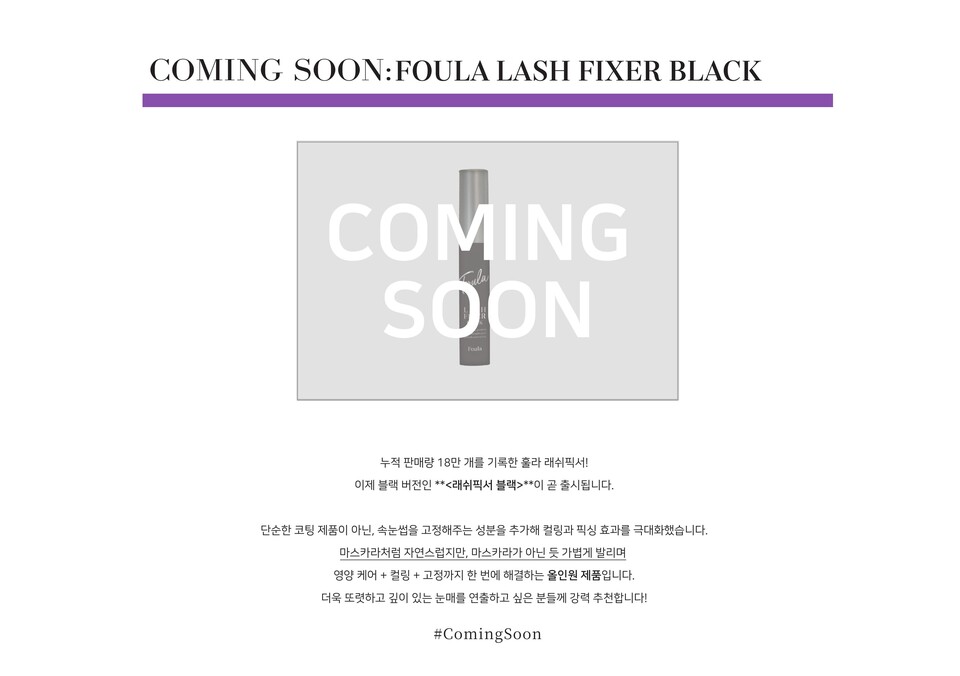 COMING SOON:FOULA LASH FIXER BLACK
COMING
SOON
Foula
Foula
누적 판매량 18만 개를 기록한 훌라 래쉬픽서!
이제 블랙 버전인 **<래쉬픽서 블랙>**이 곧 출시됩니다.
단순한 코팅 제품이 아닌, 속눈썹을 고정해주는 성분을 추가해 컬링과 픽싱 효과를 극대화했습니다.
마스카라처럼 자연스럽지만, 마스카라가 아닌 듯 가볍게 발리며
영양 케어 + 컬링 + 고정까지 한 번에 해결하는 올인원 제품입니다.
더욱 또렷하고 깊이 있는 눈매를 연출하고 싶은 분들께 강력 추천합니다!
#ComingSoon